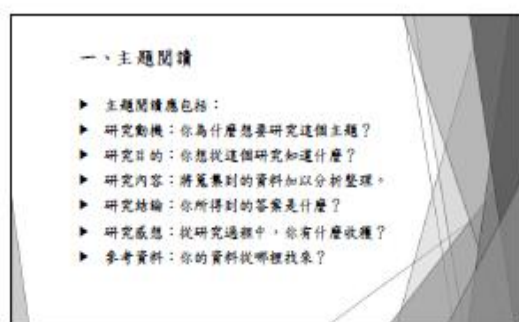 一、主題閱讀
▶ 主題閱讀應包括：
▶ 研究動機：你為什麼想要研究這個主題？
▶ 研究目的：你想從這個研究知道什麼？
▶ 研究內容：將蒐集到的資料加以分析整理。
▶ 研究結論：你所得到的答案是什麼？
▶ 研究感想：從研究過程中，你有什麼收穫？
▶ 參考資料：你的資料從哪裡找來？